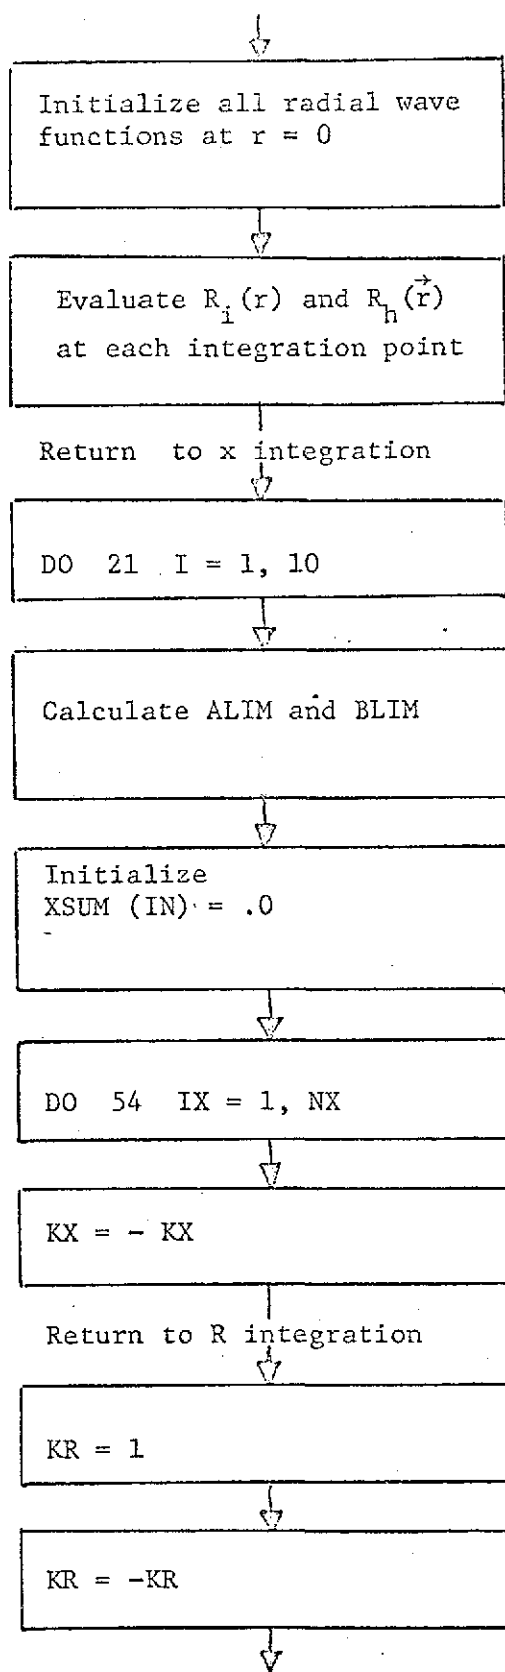 Initialize all radial wave
functions at r = 0
Evaluate R_i(r) and R_h(r⃗)
at each integration point
Return to x integration
DO 21 I = 1, 10
Calculate ALIM and BLIM
Initialize
XSUM (IN) = .0
DO 54 IX = 1, NX
KX = - KX
Return to R integration
KR = 1
KR = -KR